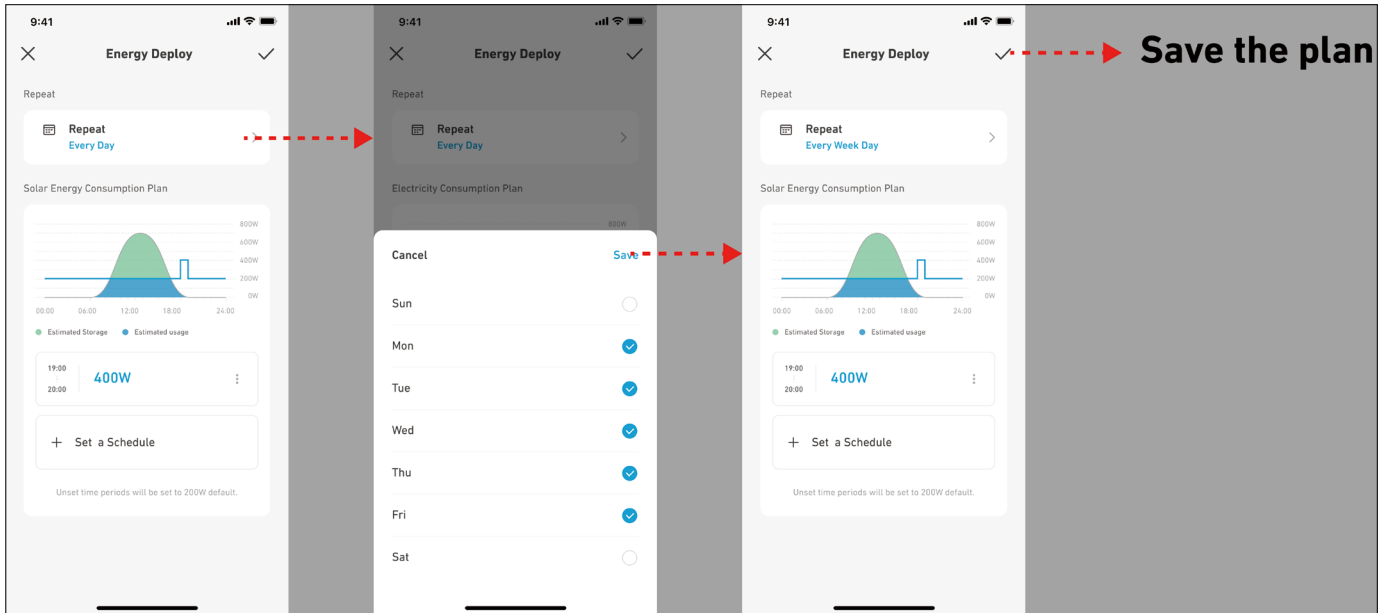 9:41
Energy Deploy
Repeat
Repeat
Every Day
Solar Energy Consumption Plan
800W
600W
400W
200W
0W
00:00 06:00 12:00 18:00 24:00
Estimated Storage Estimated usage
19:00
20:00
400W
+ Set a Schedule
Unset time periods will be set to 200W default.
9:41
Energy Deploy
Repeat
Repeat
Every Day
Electricity Consumption Plan
800W
Cancel Save
Sun
Mon
Tue
Wed
Thu
Fri
Sat
9:41
Energy Deploy
Repeat
Repeat
Every Week Day
Solar Energy Consumption Plan
800W
600W
400W
200W
0W
00:00 06:00 12:00 18:00 24:00
Estimated Storage Estimated usage
19:00
20:00
400W
+ Set a Schedule
Unset time periods will be set to 200W default.
Save the plan